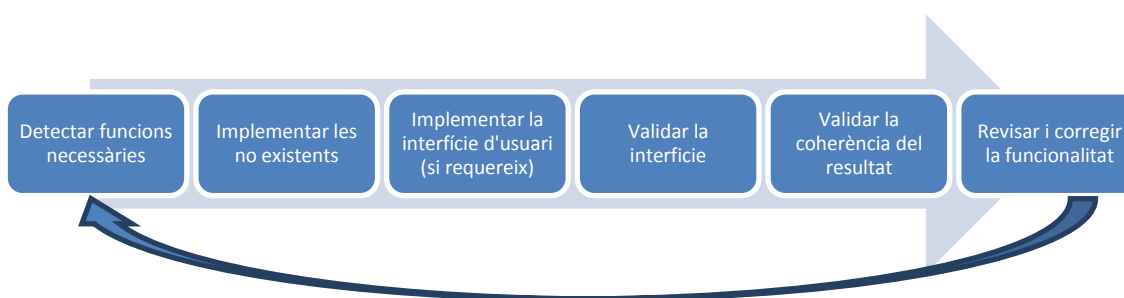 Detectar funcions
necessàries
Implementar les
no existents
Implementar la
interfície d'usuari
(si requereix)
Validar la
interficie
Validar la
coherència del
resultat
Revisar i corregir
la funcionalitat